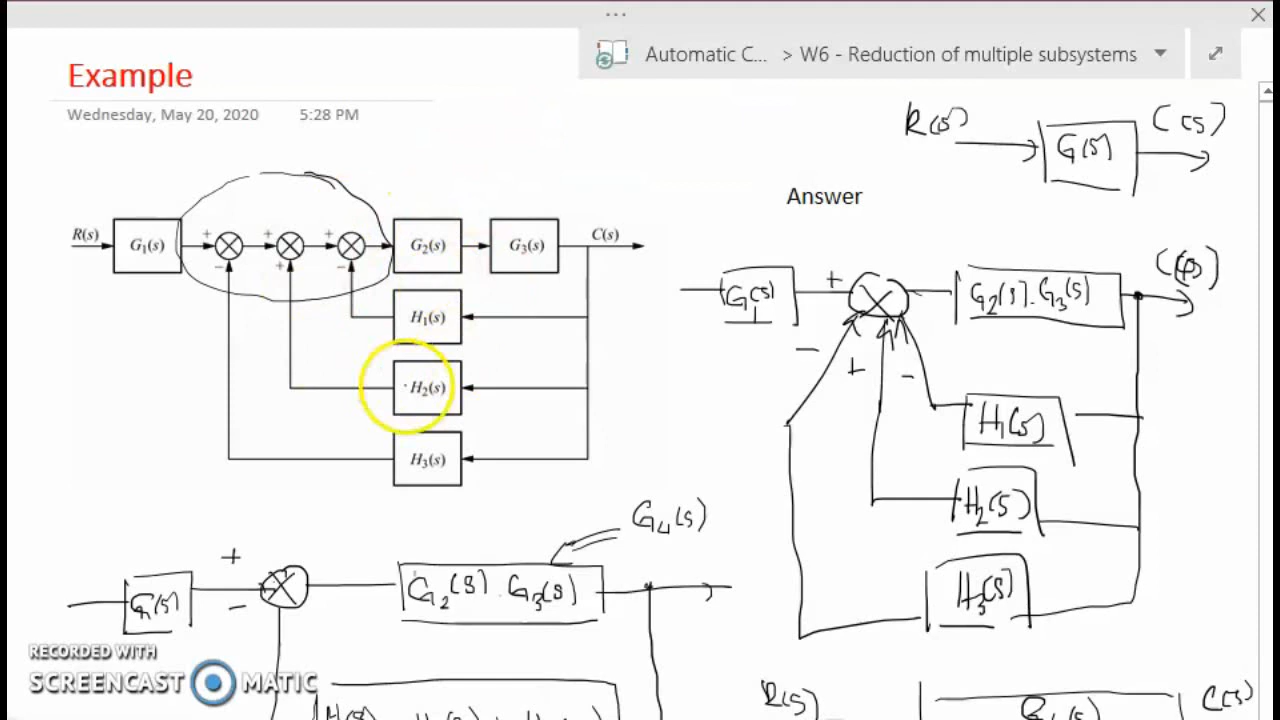 Automatic C... > W6 - Reduction of multiple subsystems
Example
Wednesday, May 20, 2020 5:28 PM
R(s) G(s) C(s)
Answer
R(s) G₁(s) + − + + + − G₂(s) G₃(s) C(s)
H₁(s)
H₂(s)
H₃(s)
G₁(s) + − + − G₂(s) . G₃(s) C(s)
H₁(s)
H₂(s)
H₃(s)
G₄(s)
G₁(s) + − G₂(s) . G₃(s)
RECORDED WITH
SCREENCAST MATIC
R(s) C(s)